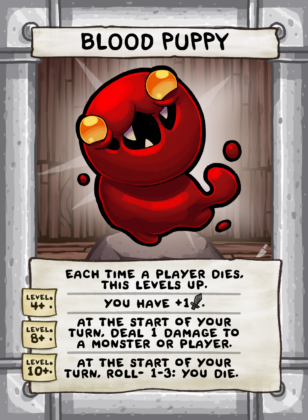 BLOOD PUPPY
EACH TIME A PLAYER DIES,
THIS LEVELS UP.
LEVEL:
4+ :
YOU HAVE +1.
LEVEL:
8+ :
AT THE START OF YOUR
TURN, DEAL 1 DAMAGE TO
A MONSTER OR PLAYER.
LEVEL:
10+:
AT THE START OF YOUR
TURN, ROLL- 1-3: YOU DIE.